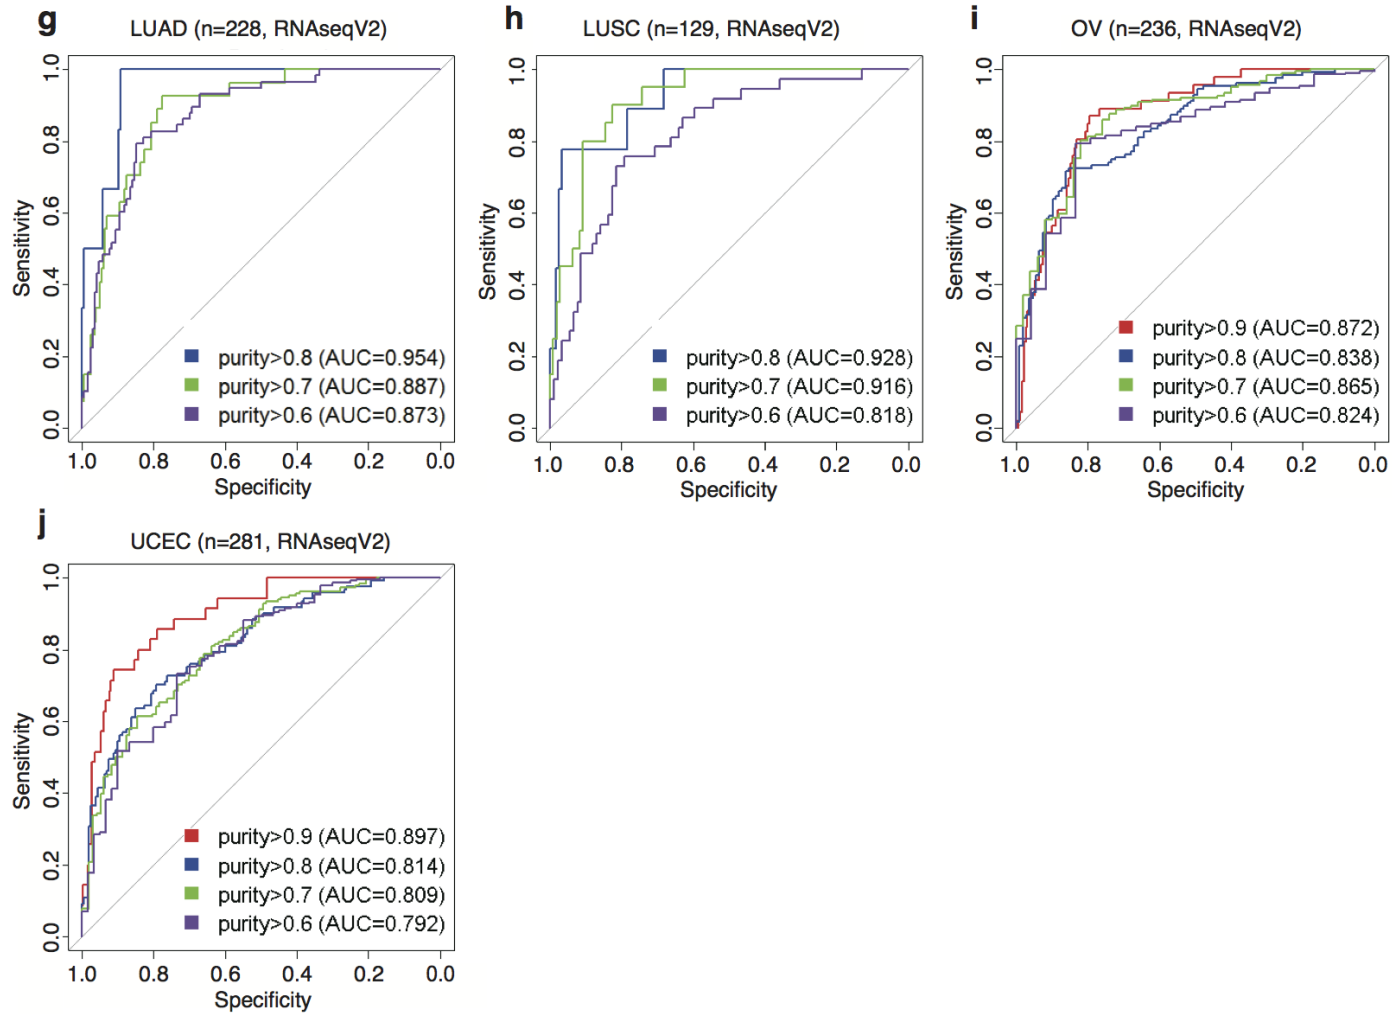 g
LUAD (n=228, RNAseqV2)
1.0
0.8
0.6
0.4
0.2
0.0
Sensitivity
purity>0.8 (AUC=0.954)
purity>0.7 (AUC=0.887)
purity>0.6 (AUC=0.873)
1.0 0.8 0.6 0.4 0.2 0.0
Specificity
h
LUSC (n=129, RNAseqV2)
1.0
0.8
0.6
0.4
0.2
0.0
Sensitivity
purity>0.8 (AUC=0.928)
purity>0.7 (AUC=0.916)
purity>0.6 (AUC=0.818)
1.0 0.8 0.6 0.4 0.2 0.0
Specificity
i
OV (n=236, RNAseqV2)
1.0
0.8
0.6
0.4
0.2
0.0
Sensitivity
purity>0.9 (AUC=0.872)
purity>0.8 (AUC=0.838)
purity>0.7 (AUC=0.865)
purity>0.6 (AUC=0.824)
1.0 0.8 0.6 0.4 0.2 0.0
Specificity
j
UCEC (n=281, RNAseqV2)
1.0
0.8
0.6
0.4
0.2
0.0
Sensitivity
purity>0.9 (AUC=0.897)
purity>0.8 (AUC=0.814)
purity>0.7 (AUC=0.809)
purity>0.6 (AUC=0.792)
1.0 0.8 0.6 0.4 0.2 0.0
Specificity